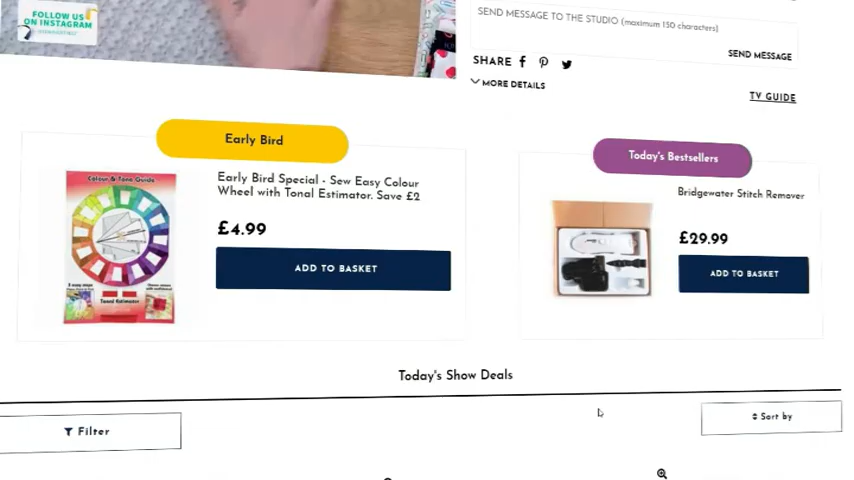 FOLLOW US
ON INSTAGRAM
SEND MESSAGE TO THE STUDIO (maximum 150 characters)
SEND MESSAGE
SHARE
MORE DETAILS
TV GUIDE
Early Bird
Today's Bestsellers
Colour & Tone Guide
Tonal Estimator
Early Bird Special - Sew Easy Colour
Wheel with Tonal Estimator. Save £2
£4.99
ADD TO BASKET
Bridgewater Stitch Remover
£29.99
ADD TO BASKET
Today's Show Deals
Filter
Sort by